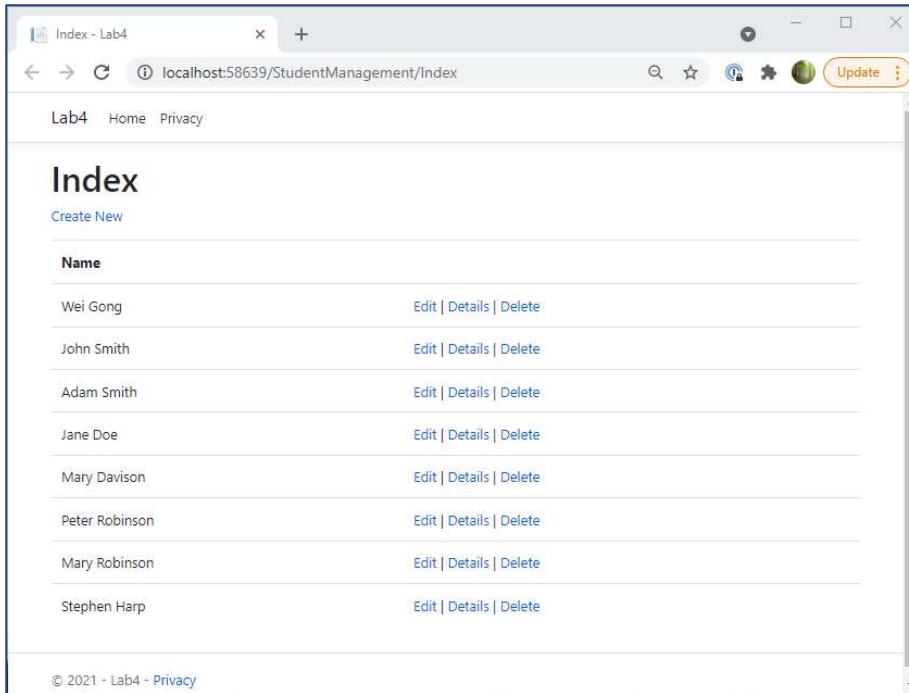 Index - Lab4
localhost:58639/StudentManagement/Index
Update
Lab4 Home Privacy
Index
Create New
Name
Wei Gong Edit | Details | Delete
John Smith Edit | Details | Delete
Adam Smith Edit | Details | Delete
Jane Doe Edit | Details | Delete
Mary Davison Edit | Details | Delete
Peter Robinson Edit | Details | Delete
Mary Robinson Edit | Details | Delete
Stephen Harp Edit | Details | Delete
© 2021 - Lab4 - Privacy